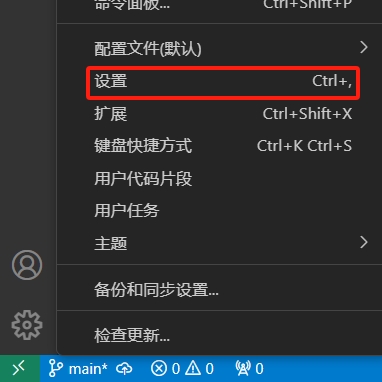 命令面板... Ctrl+Shift+P
配置文件(默认)
设置 Ctrl+,
扩展 Ctrl+Shift+X
键盘快捷方式 Ctrl+K Ctrl+S
用户代码片段
用户任务
主题
备份和同步设置...
检查更新...
main* 0 0 0